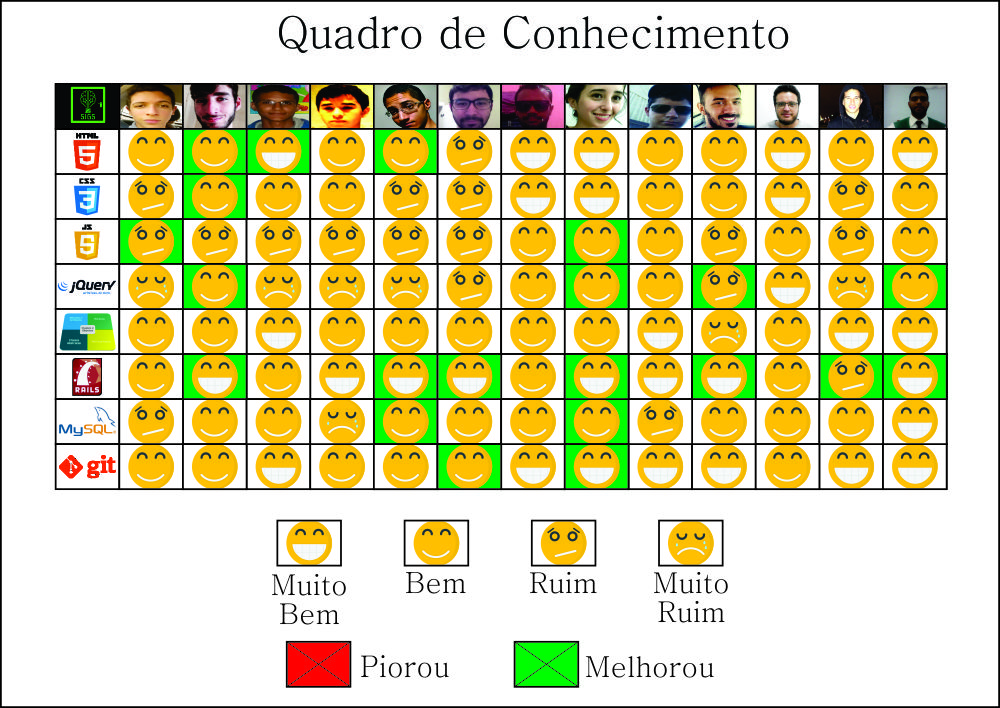 Quadro de Conhecimento
5105
HTML
5
CSS
3
JS
5
jQuery
RAILS
MySQL
git
Muito Bem
Bem
Ruim
Muito Ruim
Piorou
Melhorou